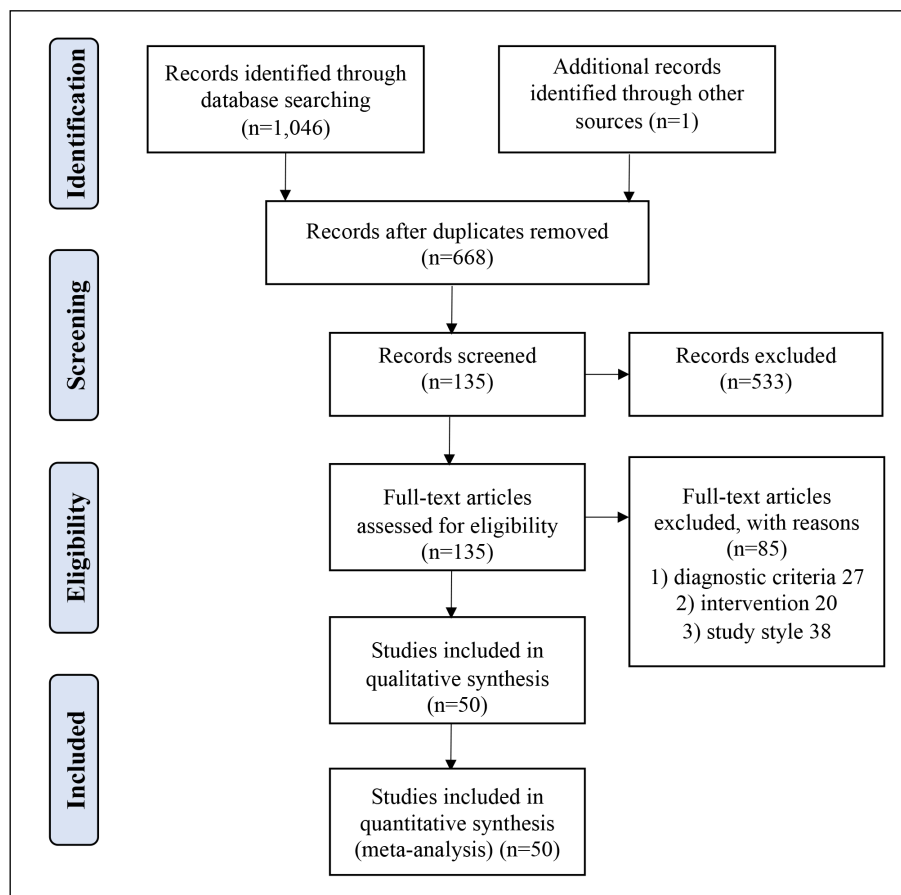 Identification
Records identified through
database searching
(n=1,046)
Additional records
identified through other
sources (n=1)
Records after duplicates removed
(n=668)
Screening
Records screened
(n=135)
Records excluded
(n=533)
Eligibility
Full-text articles
assessed for eligibility
(n=135)
Full-text articles
excluded, with reasons
(n=85)
1) diagnostic criteria 27
2) intervention 20
3) study style 38
Studies included in
qualitative synthesis
(n=50)
Included
Studies included in
quantitative synthesis
(meta-analysis) (n=50)